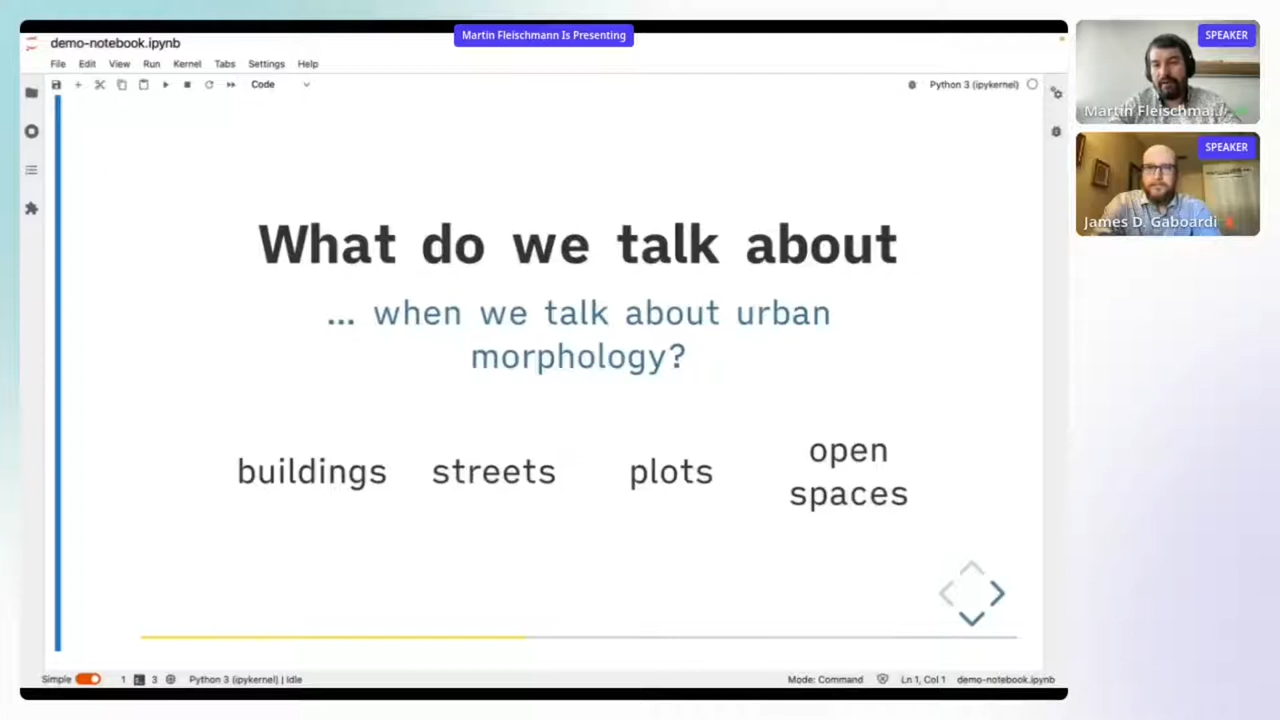 Martin Fleischmann Is Presenting
demo-notebook.ipynb
File Edit View Run Kernel Tabs Settings Help
Code
Python 3 (ipykernel)
What do we talk about
... when we talk about urban
morphology?
buildings streets plots open
spaces
Simple 1 3 Python 3 (ipykernel) | Idle
Mode: Command Ln 1, Col 1 demo-notebook.ipynb
SPEAKER
Martin Fleischma...
SPEAKER
James D. Gaboardi